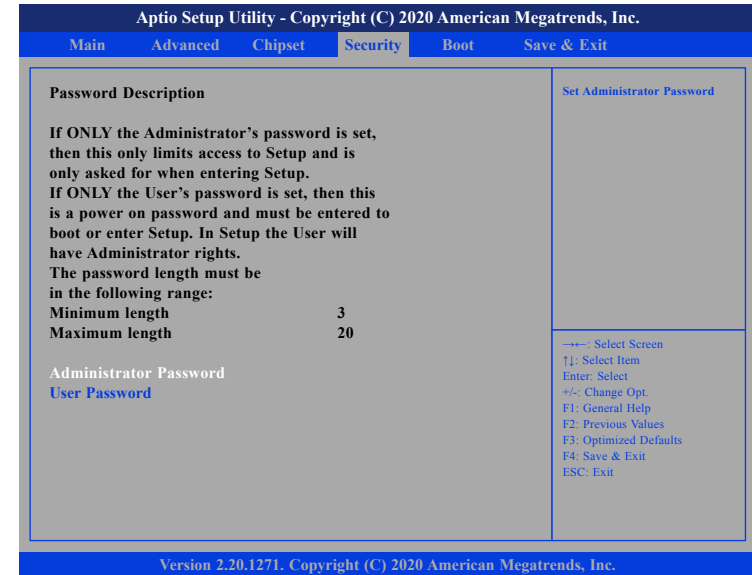 Aptio Setup Utility - Copyright (C) 2020 American Megatrends, Inc.
Main Advanced Chipset Security Boot Save & Exit
Password Description
If ONLY the Administrator's password is set,
then this only limits access to Setup and is
only asked for when entering Setup.
If ONLY the User's password is set, then this
is a power on password and must be entered to
boot or enter Setup. In Setup the User will
have Administrator rights.
The password length must be
in the following range:
Minimum length 3
Maximum length 20
Administrator Password
User Password
Set Administrator Password
→←: Select Screen
↑↓: Select Item
Enter: Select
+/-: Change Opt.
F1: General Help
F2: Previous Values
F3: Optimized Defaults
F4: Save & Exit
ESC: Exit
Version 2.20.1271. Copyright (C) 2020 American Megatrends, Inc.